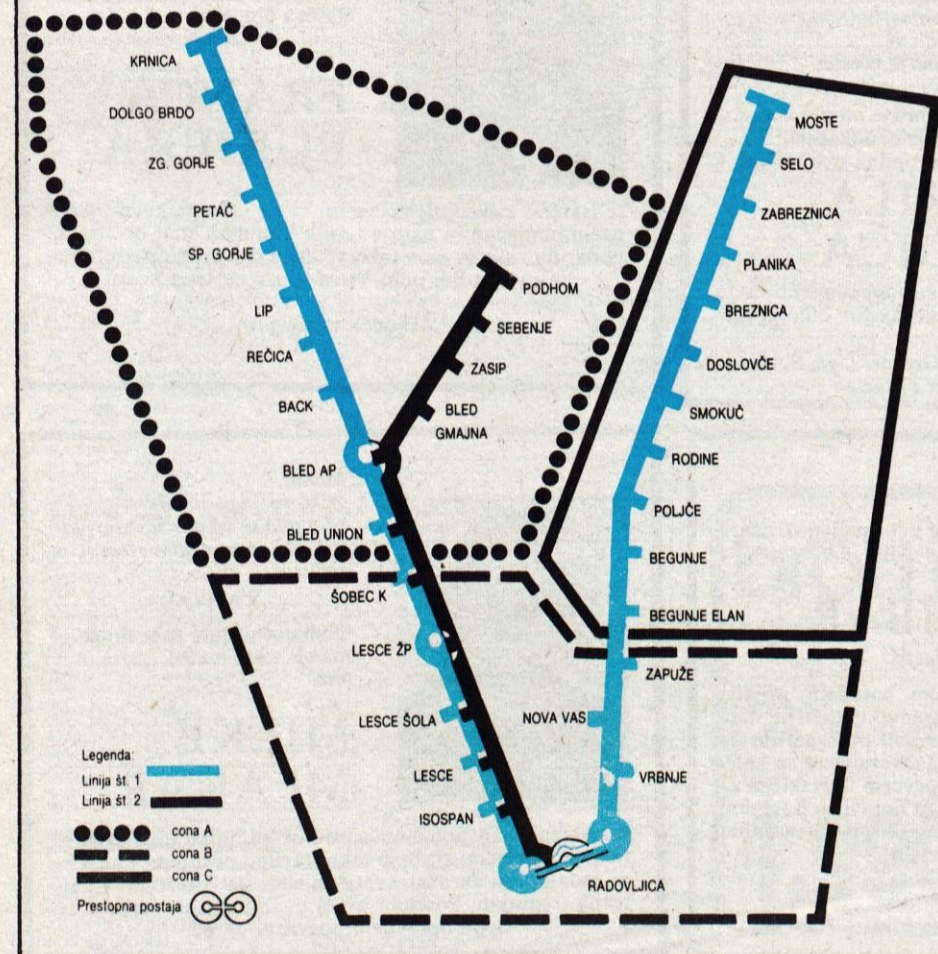 KRNICA
DOLGO BRDO
ZG. GORJE
PETAČ
SP. GORJE
LIP
REČICA
BACK
BLED AP
BLED UNION
PODHOM
SEBENJE
ZASIP
BLED
GMAJNA
ŠOBEC K
LESCE ŽP
LESCE ŠOLA
LESCE
ISOSPAN
RADOVLJICA
MOSTE
SELO
ZABREZNICA
PLANIKA
BREZNICA
DOSLOVČE
SMOKUČ
RODINE
POLJČE
BEGUNJE
BEGUNJE ELAN
ZAPUŽE
NOVA VAS
VRBNJE
Legenda:
Linija št. 1
Linija št. 2
cona A
cona B
cona C
Prestopna postaja